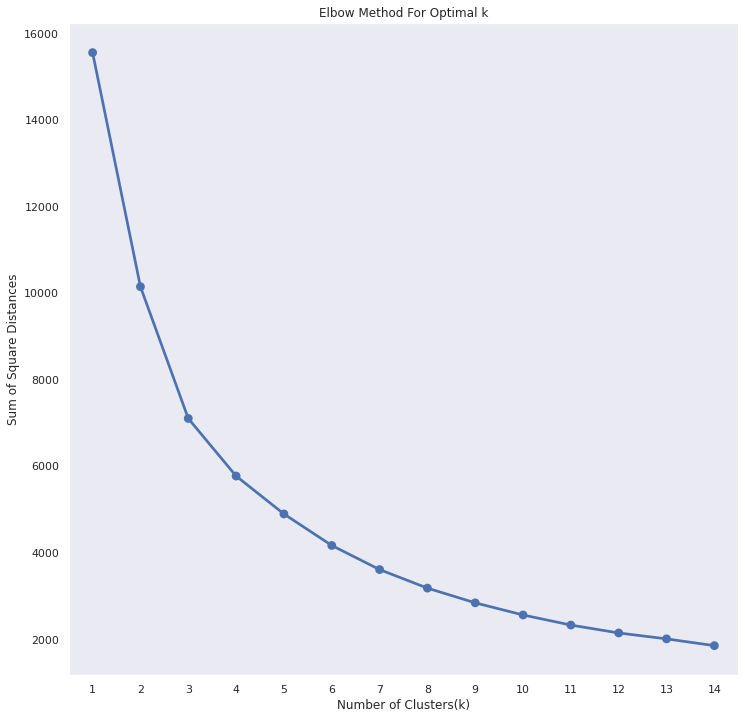 Elbow Method For Optimal k
Sum of Square Distances
16000
14000
12000
10000
8000
6000
4000
2000
1 2 3 4 5 6 7 8 9 10 11 12 13 14
Number of Clusters(k)